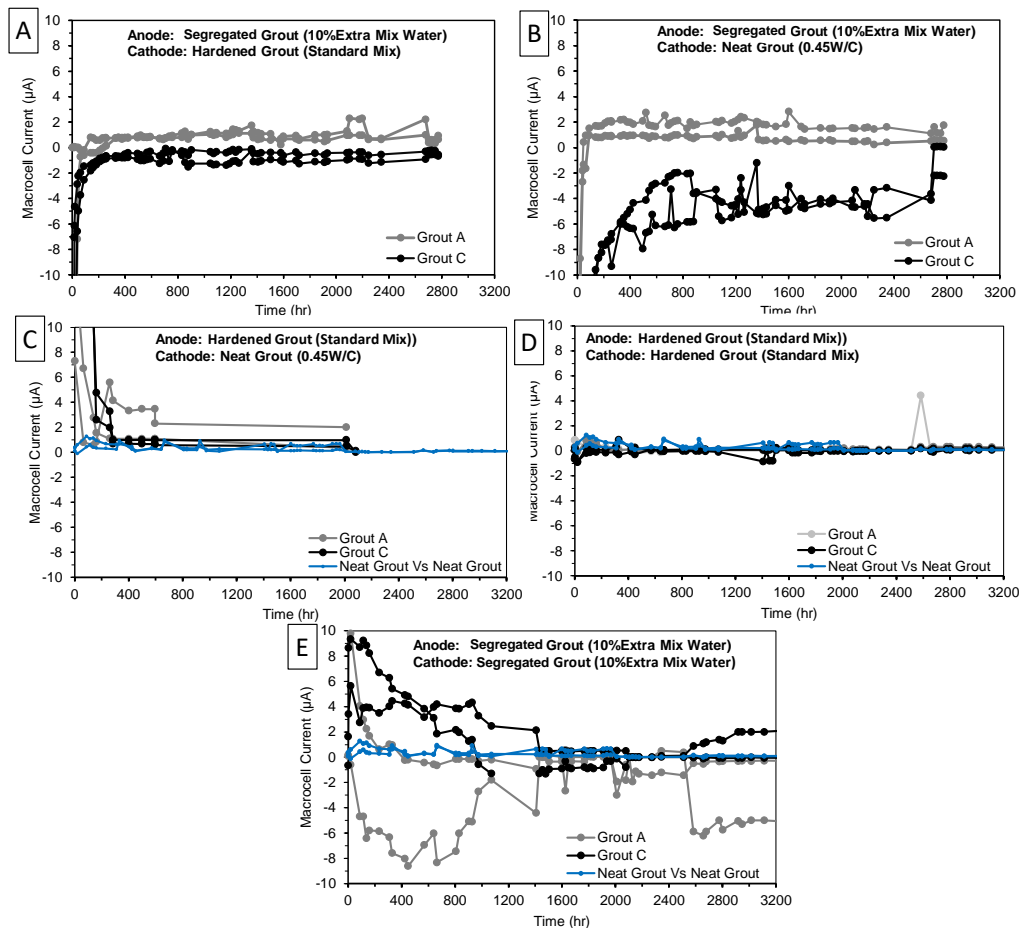 A
Anode: Segregated Grout (10%Extra Mix Water)
Cathode: Hardened Grout (Standard Mix)
Macrocell Current (µA)
10
8
6
4
2
0
-2
-4
-6
-8
-10
Grout A
Grout C
0 400 800 1200 1600 2000 2400 2800 3200
Time (hr)
B
Anode: Segregated Grout (10%Extra Mix Water)
Cathode: Neat Grout (0.45W/C)
Macrocell Current (µA)
10
8
6
4
2
0
-2
-4
-6
-8
-10
Grout A
Grout C
0 400 800 1200 1600 2000 2400 2800 3200
Time (hr)
C
Anode: Hardened Grout (Standard Mix))
Cathode: Neat Grout (0.45W/C)
Macrocell Current (µA)
10
8
6
4
2
0
-2
-4
-6
-8
-10
Grout A
Grout C
Neat Grout Vs Neat Grout
0 400 800 1200 1600 2000 2400 2800 3200
Time (hr)
D
Anode: Hardened Grout (Standard Mix))
Cathode: Hardened Grout (Standard Mix)
Macrocell Current (µA)
10
8
6
4
2
0
-2
-4
-6
-8
-10
Grout A
Grout C
Neat Grout Vs Neat Grout
0 400 800 1200 1600 2000 2400 2800 3200
Time (hr)
E
Anode: Segregated Grout (10%Extra Mix Water)
Cathode: Segregated Grout (10%Extra Mix Water)
Macrocell Current (µA)
10
8
6
4
2
0
-2
-4
-6
-8
-10
Grout A
Grout C
Neat Grout Vs Neat Grout
0 400 800 1200 1600 2000 2400 2800 3200
Time (hr)